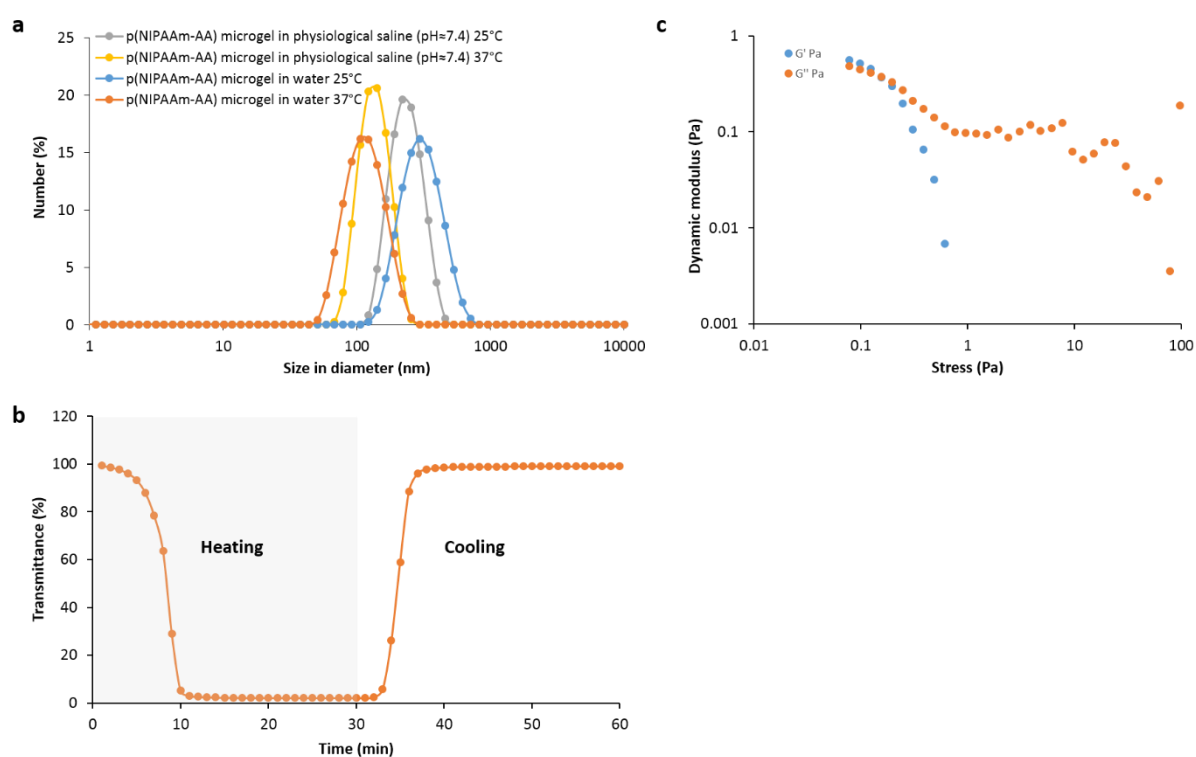 a
p(NIPAAm-AA) microgel in physiological saline (pH≈7.4) 25°C
p(NIPAAm-AA) microgel in physiological saline (pH≈7.4) 37°C
p(NIPAAm-AA) microgel in water 25°C
p(NIPAAm-AA) microgel in water 37°C
25
20
15
10
5
0
Number (%)
1
10
100
1000
10000
Size in diameter (nm)
c
G' Pa
G" Pa
1
0.1
0.01
0.001
Dynamic modulus (Pa)
0.01
0.1
1
10
100
Stress (Pa)
b
120
100
80
60
40
20
0
Transmittance (%)
Heating
Cooling
0
10
20
30
40
50
60
Time (min)